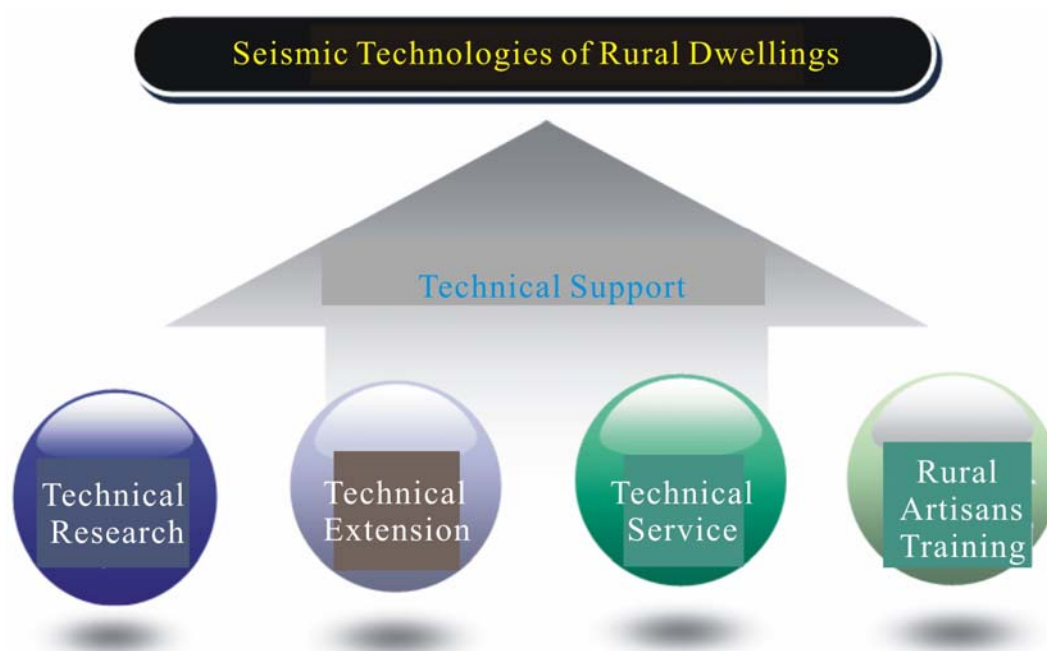 Seismic Technologies of Rural Dwellings
Technical Support
Technical
Research
Technical
Extension
Technical
Service
Rural
Artisans
Training